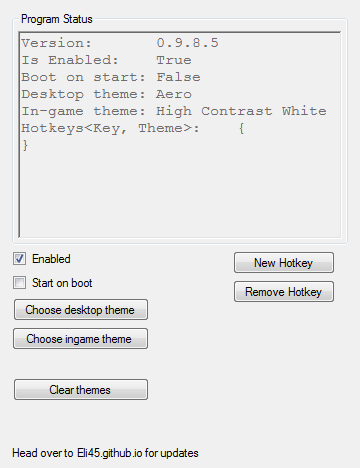 Program Status
Version: 0.9.8.5
Is Enabled: True
Boot on start: False
Desktop theme: Aero
In-game theme: High Contrast White
Hotkeys<Key, Theme>: {
}
Enabled
New Hotkey
Start on boot
Remove Hotkey
Choose desktop theme
Choose ingame theme
Clear themes
Head over to Eli45.github.io for updates